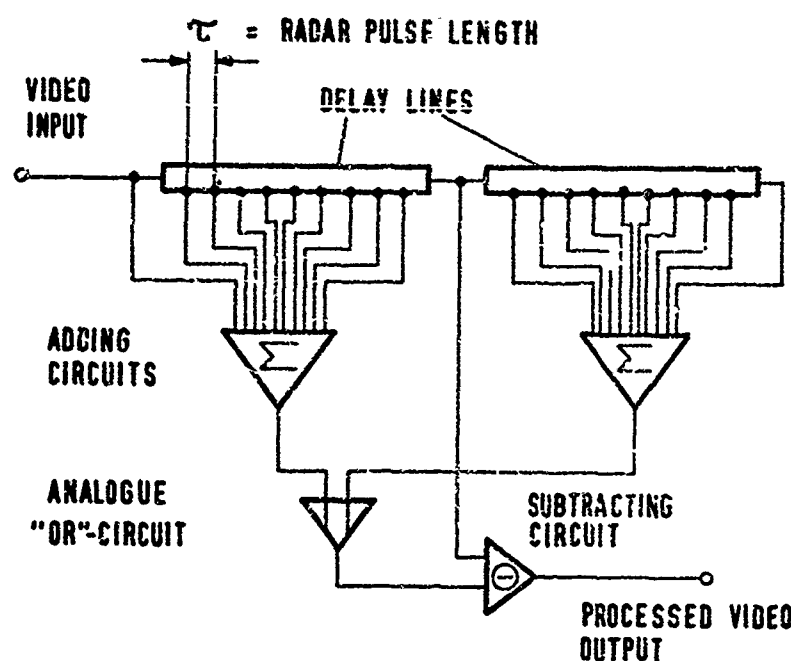 τ = RADAR PULSE LENGTH
VIDEO
INPUT
DELAY LINES
ADDING
CIRCUITS
Σ
Σ
ANALOGUE
"OR"-CIRCUIT
SUBTRACTING
CIRCUIT
−
PROCESSED VIDEO
OUTPUT